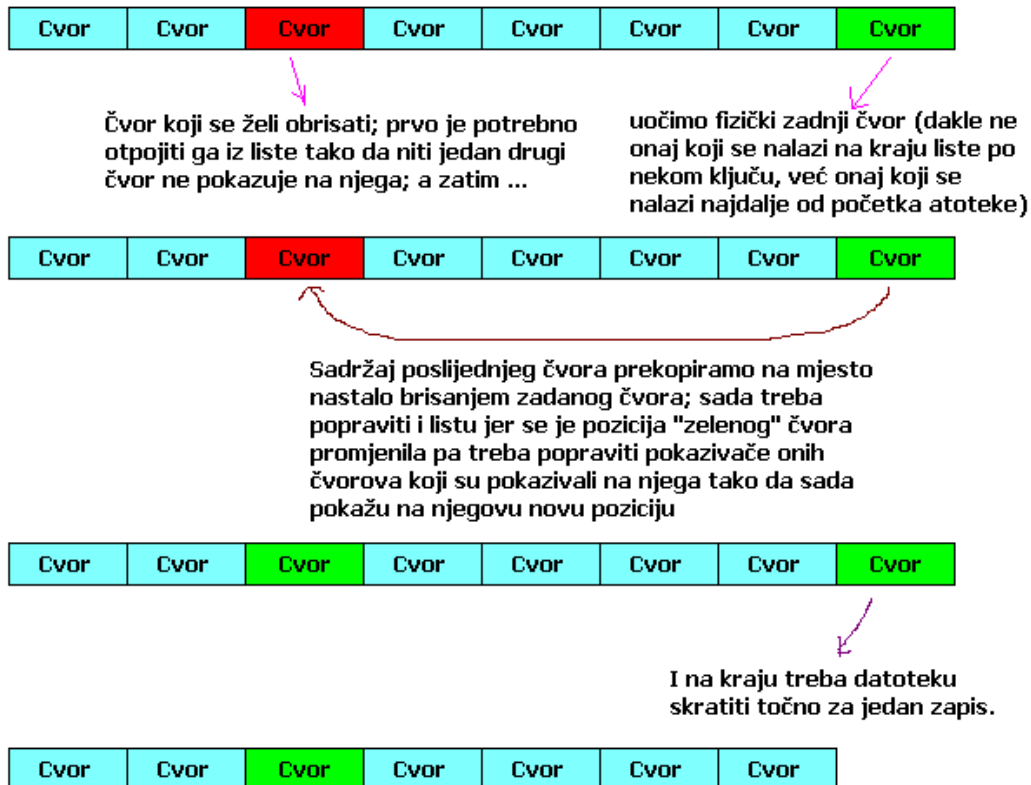 Cvor Cvor Cvor Cvor Cvor Cvor Cvor Cvor
Čvor koji se želi obrisati; prvo je potrebno
otpojiti ga iz liste tako da niti jedan drugi
čvor ne pokazuje na njega; a zatim ...
uočimo fizički zadnji čvor (dakle ne
onaj koji se nalazi na kraju liste po
nekom ključu, već onaj koji se
nalazi najdalje od početka atoteke)
Cvor Cvor Cvor Cvor Cvor Cvor Cvor Cvor
Sadržaj poslijednjeg čvora prekopiramo na mjesto
nastalo brisanjem zadanog čvora; sada treba
popraviti i listu jer se je pozicija "zelenog" čvora
promjenila pa treba popraviti pokazivače onih
čvorova koji su pokazivali na njega tako da sada
pokažu na njegovu novu poziciju
Cvor Cvor Cvor Cvor Cvor Cvor Cvor Cvor
I na kraju treba datoteku
skratiti točno za jedan zapis.
Cvor Cvor Cvor Cvor Cvor Cvor Cvor